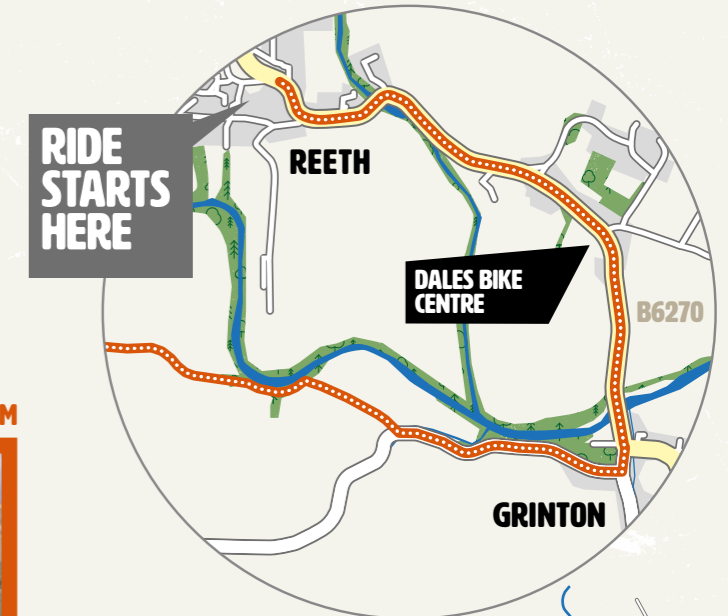 RIDE
STARTS
HERE
REETH
DALES BIKE
CENTRE
B6270
M
GRINTON